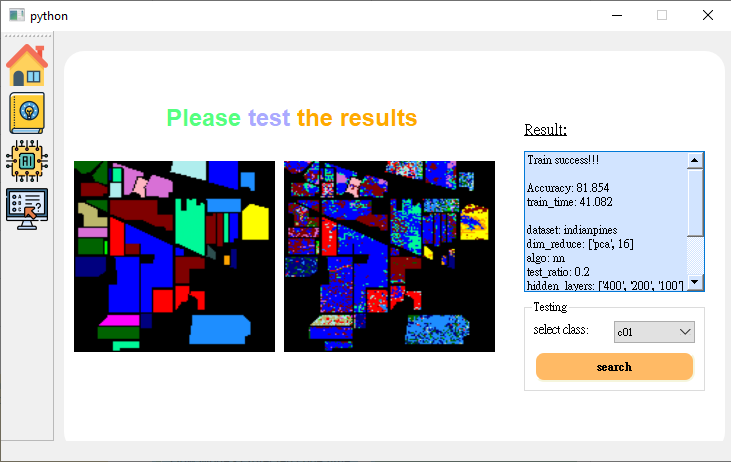 python
Please test the results
Result:
Train success!!!
Accuracy: 81.854
train_time: 41.082
dataset: indianpines
dim_reduce: ['pca', 16]
algo: nn
test_ratio: 0.2
hidden_layers: ['400', '200', '100']
Testing
select class:
c01
search
AI